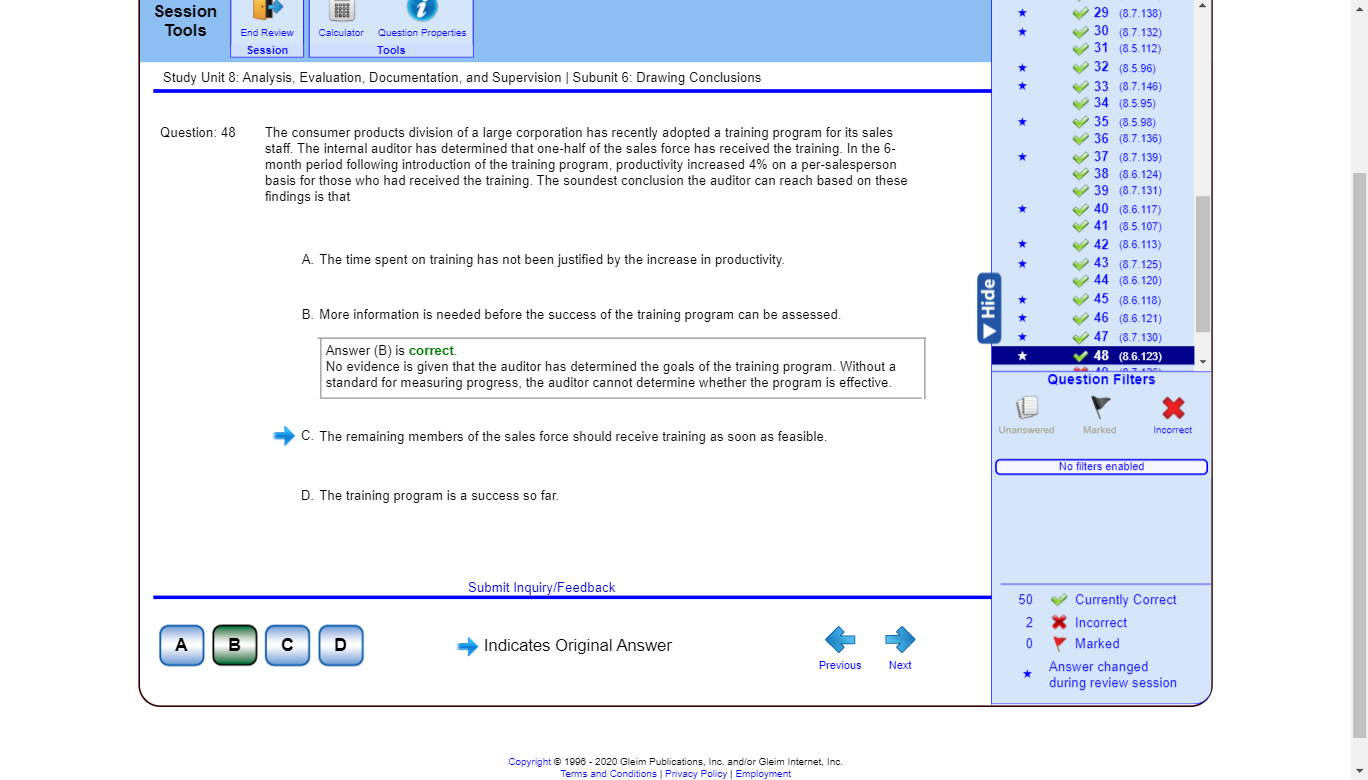 Session
Tools
End Review
Session
Calculator
Question Properties
Tools
Study Unit 8: Analysis, Evaluation, Documentation, and Supervision | Subunit 6: Drawing Conclusions
Question: 48
The consumer products division of a large corporation has recently adopted a training program for its sales
staff. The internal auditor has determined that one-half of the sales force has received the training. In the 6-
month period following introduction of the training program, productivity increased 4% on a per-salesperson
basis for those who had received the training. The soundest conclusion the auditor can reach based on these
findings is that
A. The time spent on training has not been justified by the increase in productivity.
B. More information is needed before the success of the training program can be assessed.
Answer (B) is correct.
No evidence is given that the auditor has determined the goals of the training program. Without a
standard for measuring progress, the auditor cannot determine whether the program is effective.
C. The remaining members of the sales force should receive training as soon as feasible.
D. The training program is a success so far.
Submit Inquiry/Feedback
A B C D
Indicates Original Answer
Previous
Next
29 (8.7.138)
30 (8.7.132)
31 (8.5.112)
32 (8.5.96)
33 (8.7.146)
34 (8.5.95)
35 (8.5.98)
36 (8.7.136)
37 (8.7.139)
38 (8.6.124)
39 (8.7.131)
40 (8.6.117)
41 (8.5.107)
42 (8.6.113)
43 (8.7.125)
44 (8.6.120)
45 (8.6.118)
46 (8.6.121)
47 (8.7.130)
48 (8.6.123)
Hide
Question Filters
Unanswered
Marked
Incorrect
No filters enabled
50 Currently Correct
2 Incorrect
0 Marked
Answer changed
during review session
Copyright © 1996 - 2020 Gleim Publications, Inc. and/or Gleim Internet, Inc.
Terms and Conditions | Privacy Policy | Employment